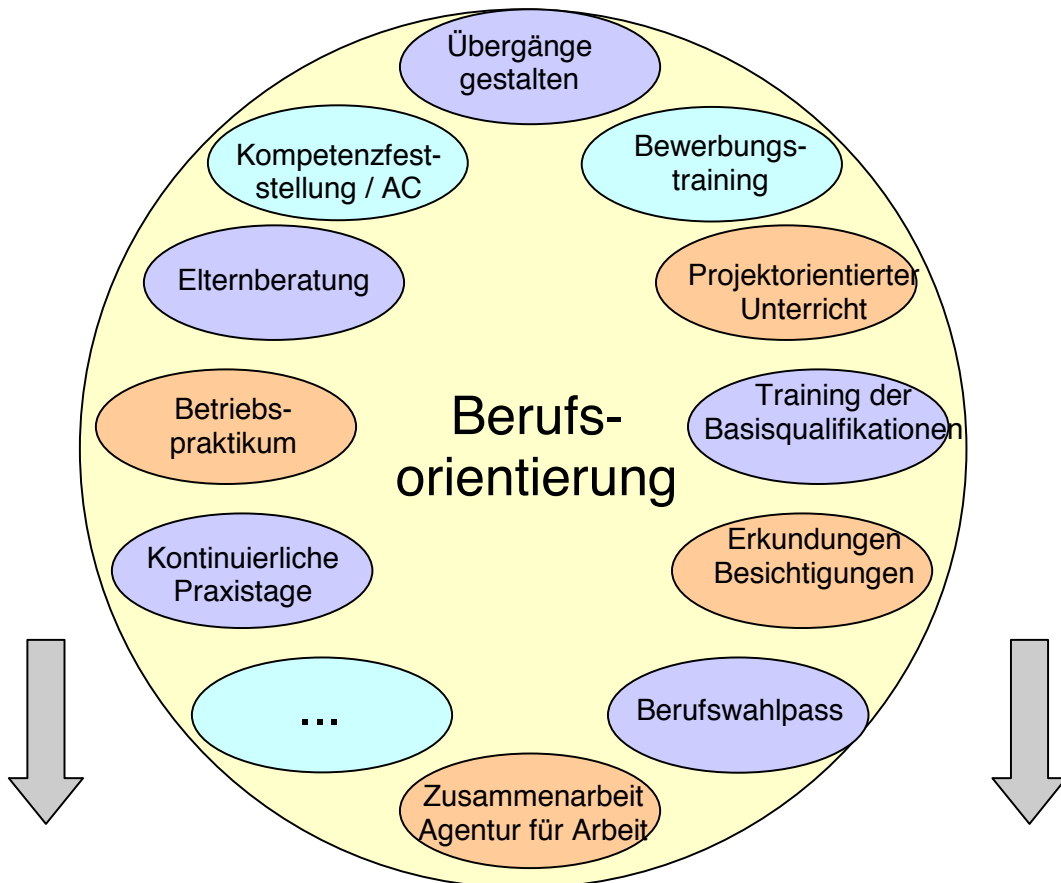 Übergänge
gestalten
Kompetenzfest-
stellung / AC
Bewerbungs-
training
Elternberatung
Projektorientierter
Unterricht
Betriebs-
praktikum
Berufs-
orientierung
Training der
Basisqualifikationen
Kontinuierliche
Praxistage
Erkundungen
Besichtigungen
...
Berufswahlpass
Zusammenarbeit
Agentur für Arbeit